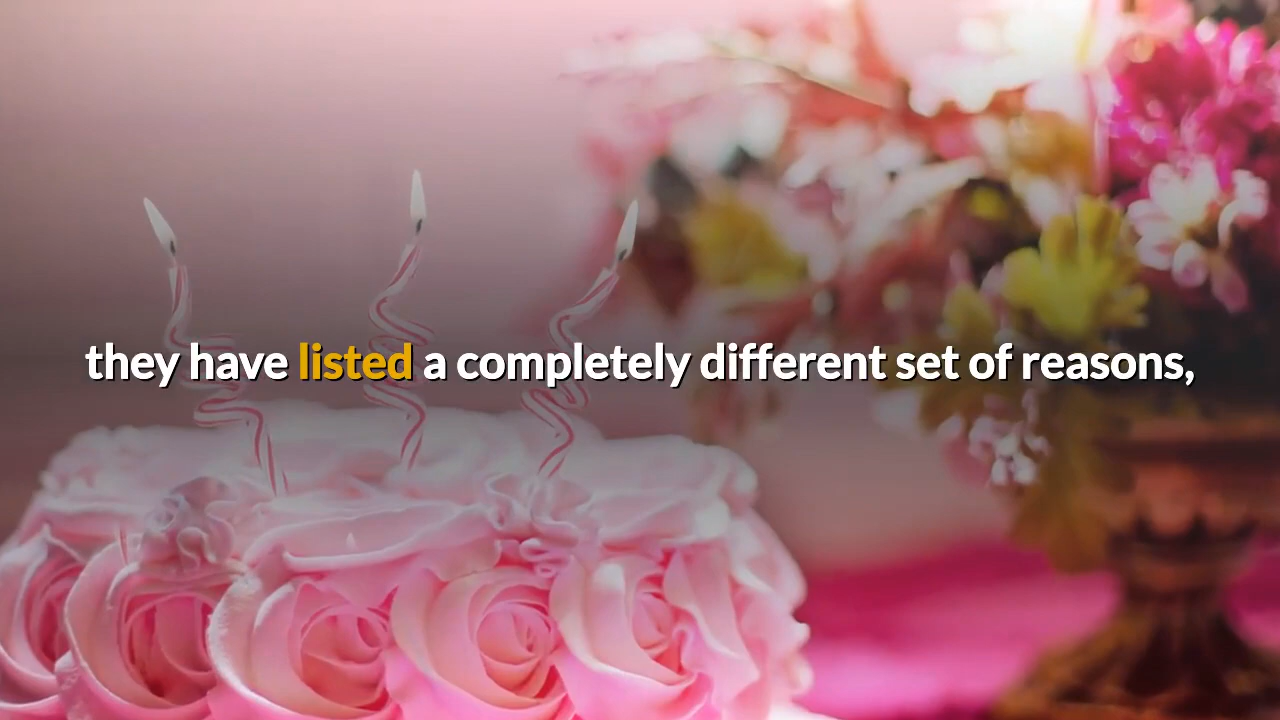 they have listed a completely different set of reasons,